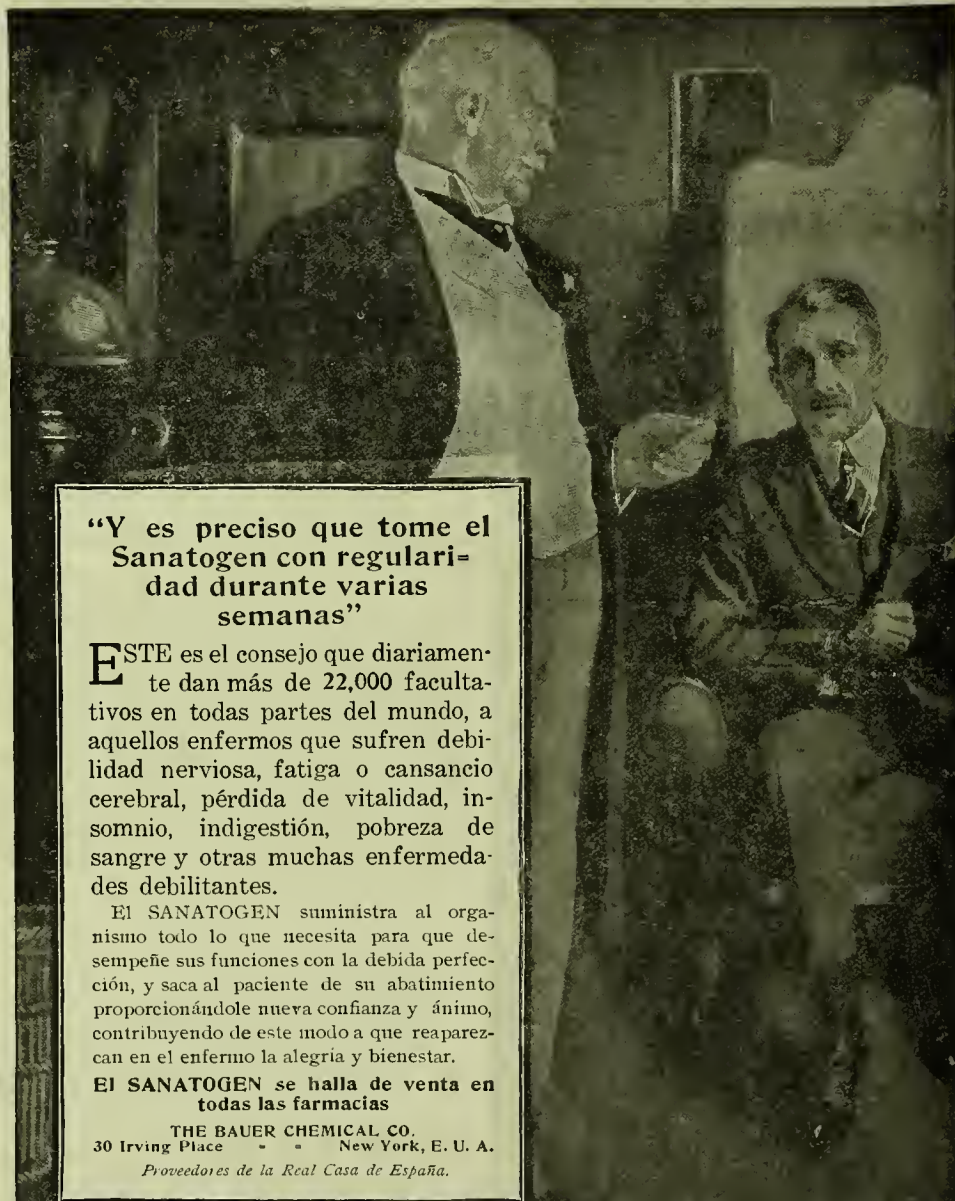 “Y es preciso que tome el
Sanatogen con regulari=
dad durante varias
semanas”
ESTE es el consejo que diariamen-
te dan más de 22,000 faculta-
tivos en todas partes del mundo, a
aquellos enfermos que sufren debi-
lidad nerviosa, fatiga o cansancio
cerebral, pérdida de vitalidad, in-
somnio, indigestión, pobreza de
sangre y otras muchas enfermeda-
des debilitantes.
El SANATOGEN suministra al orga-
nismo todo lo que necesita para que de-
sempeñe sus funciones con la debida perfec-
ción, y saca al paciente de su abatimiento
proporcionándole nueva confianza y ánimo,
contribuyendo de este modo a que reaparez-
can en el enfermo la alegria y bienestar.
El SANATOGEN se halla de venta en
todas las farmacias
THE BAUER CHEMICAL CO.
30 Irving Place - - New York, E. U. A.
Proveedores de la Real Casa de España.